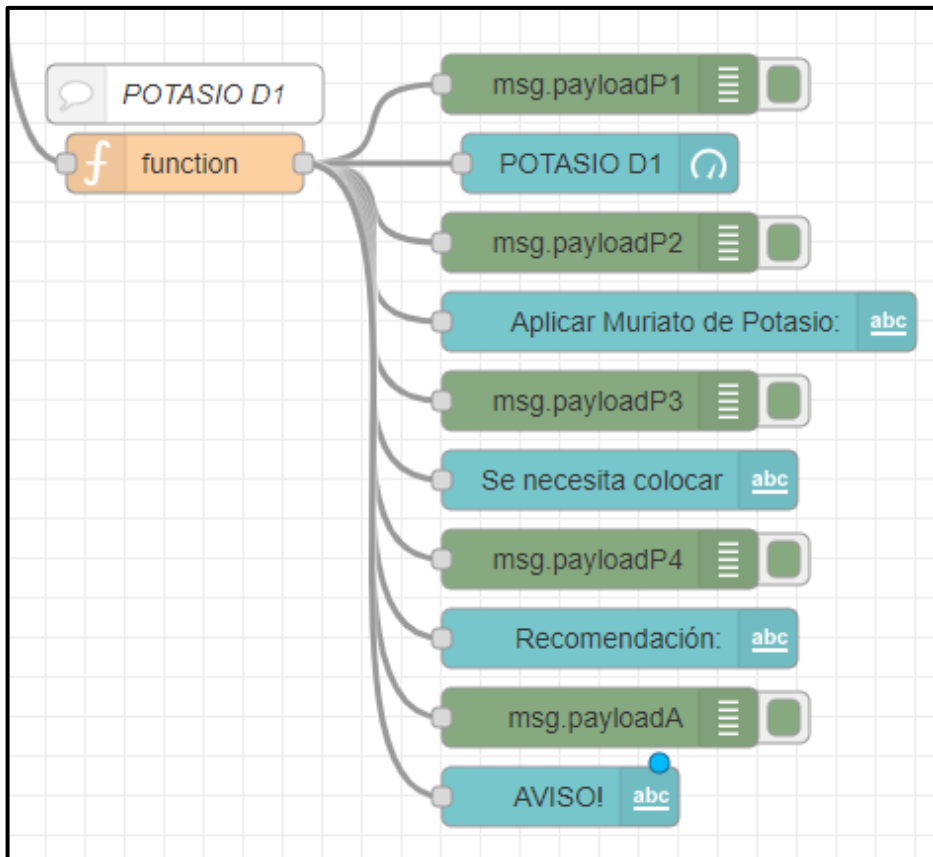 POTASIO D1
function
msg.payloadP1
POTASIO D1
msg.payloadP2
Aplicar Muriato de Potasio: abc
msg.payloadP3
Se necesita colocar abc
msg.payloadP4
Recomendación: abc
msg.payloadA
AVISO! abc